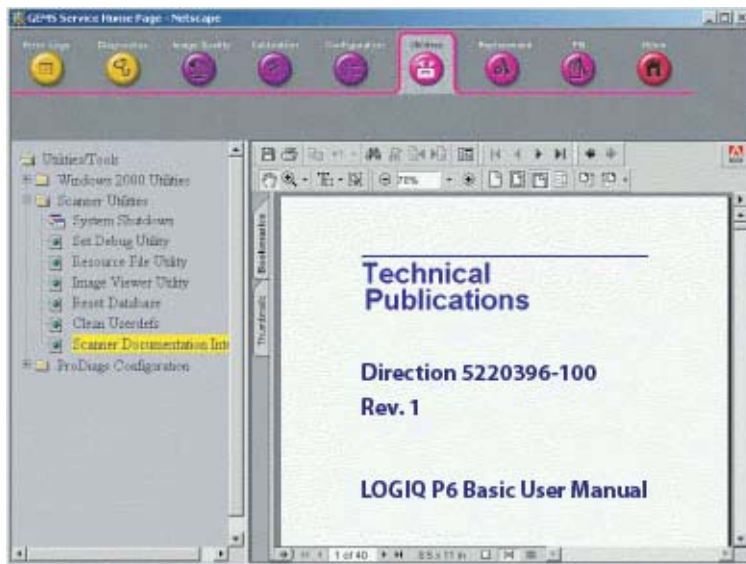 GEMS Service Home Page - Netscape
Error Logs
Diagnostics
Image Quality
Calibration
Configuration
Utilities
Replacement
PM
Home
Utilities/Tools
Windows 2000 Utilities
Scanner Utilities
System Shutdown
Set Debug Utility
Resource File Utility
Image Viewer Utility
Reset Database
Clean Userdefs
Scanner Documentation Inte
ProDiags Configuration
78%
Bookmarks
Thumbnails
Technical
Publications
Direction 5220396-100
Rev. 1
LOGIQ P6 Basic User Manual
1 of 40
8.5 x 11 in